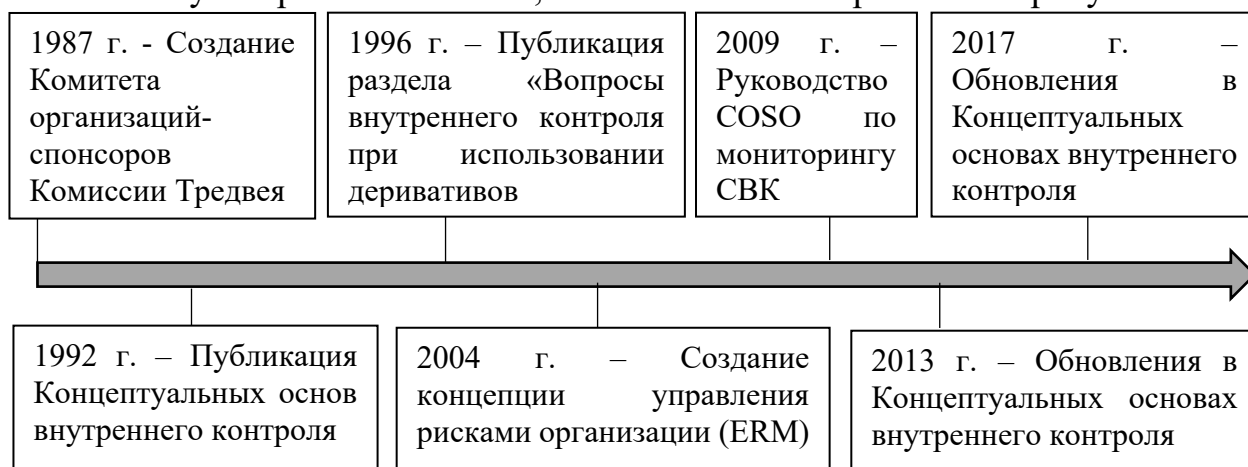 1987 г. - Создание
Комитета
организаций-
спонсоров
Комиссии Тредвея
1996 г. – Публикация
раздела «Вопросы
внутреннего контроля
при использовании
деривативов
2009 г. –
Руководство
COSO по
мониторингу
СВК
2017 г. –
Обновления в
Концептуальных
основах внутреннего
контроля
1992 г. – Публикация
Концептуальных основ
внутреннего контроля
2004 г. – Создание
концепции управления
рисками организации (ERM)
2013 г. – Обновления в
Концептуальных основах
внутреннего контроля